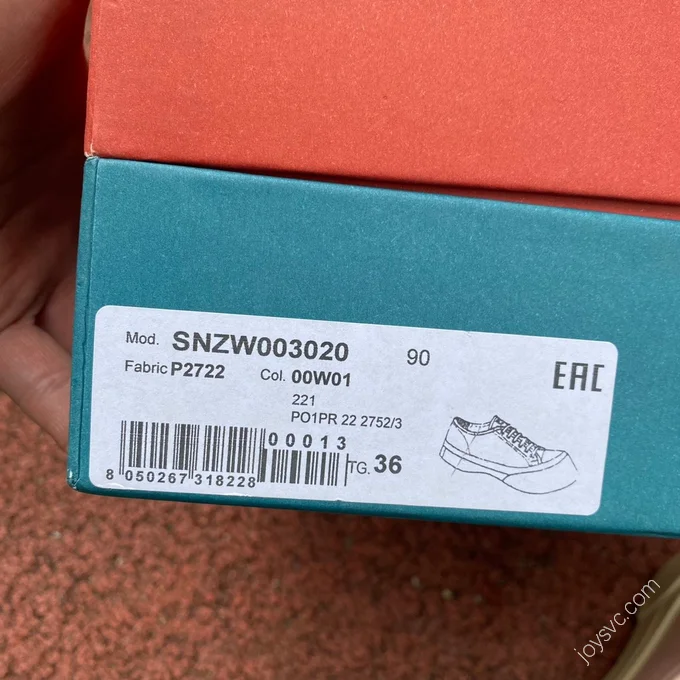 Mod. SNZW003020 90
EAC
Fabric P2722 Col. 00W01
221
PO1PR 22 2752/3
00013
TG. 36
8 050267 318228
joysvc.com